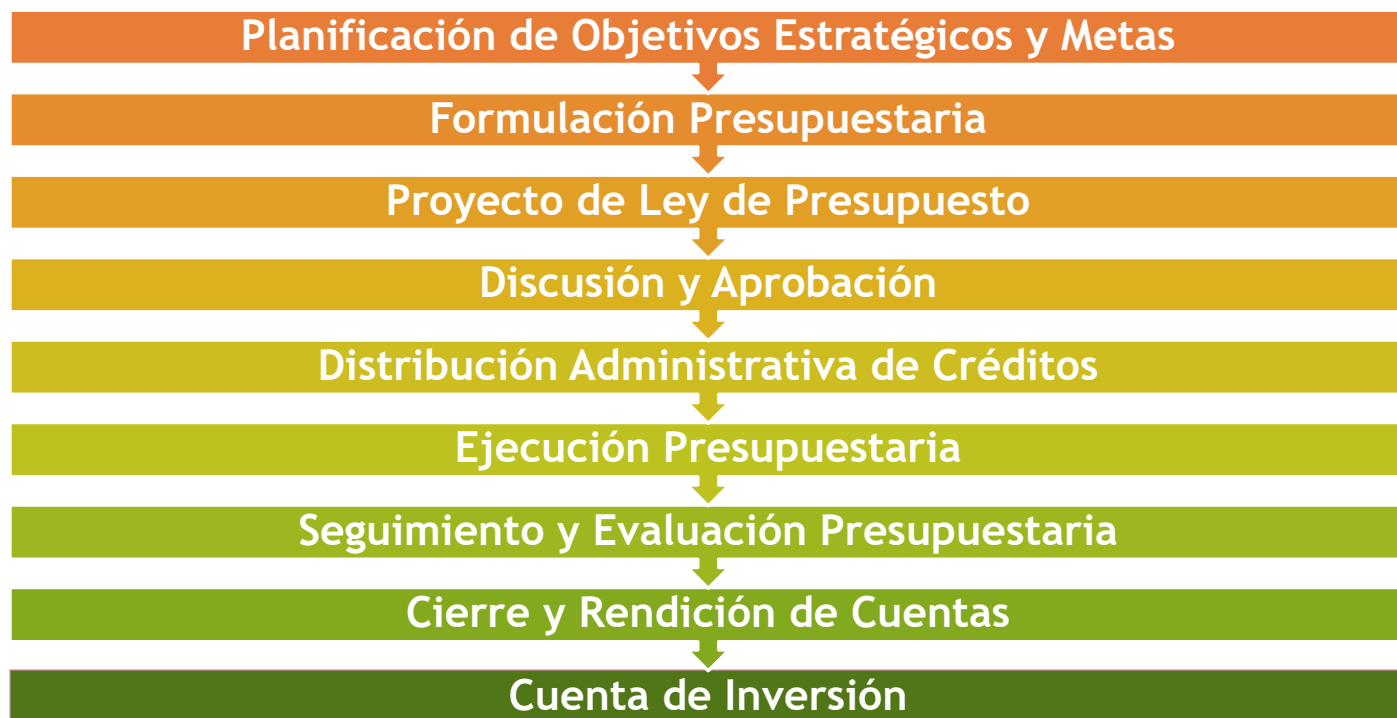 Planificación de Objetivos Estratégicos y Metas
Formulación Presupuestaria
Proyecto de Ley de Presupuesto
Discusión y Aprobación
Distribución Administrativa de Créditos
Ejecución Presupuestaria
Seguimiento y Evaluación Presupuestaria
Cierre y Rendición de Cuentas
Cuenta de Inversión